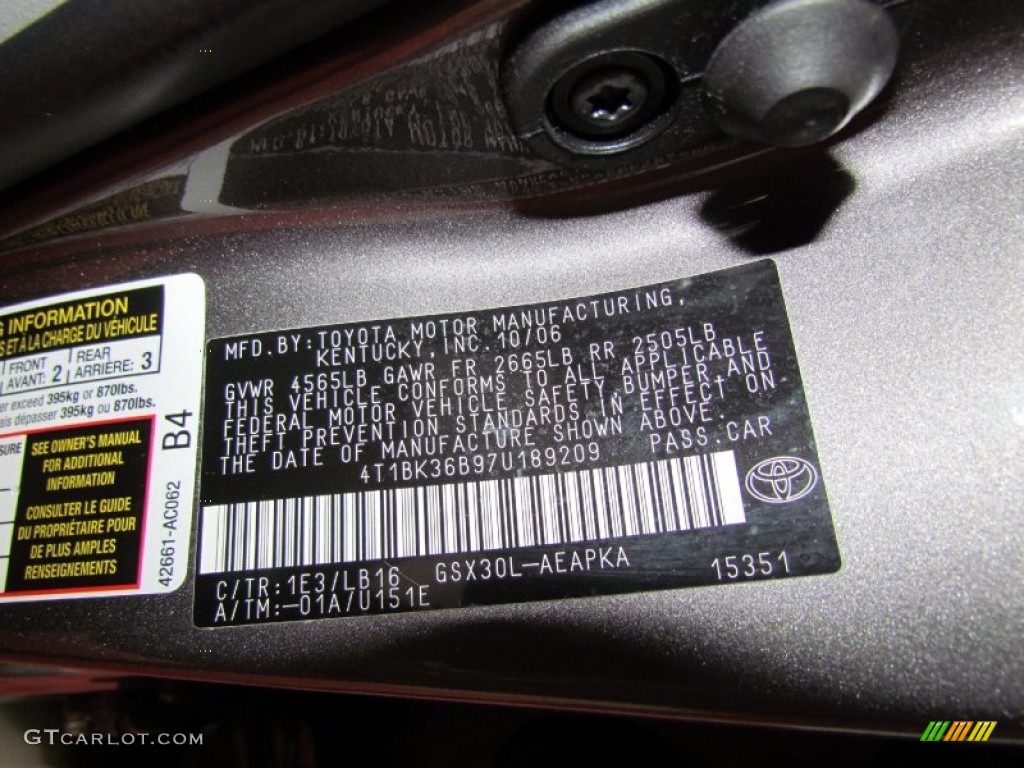 G INFORMATION
S ET À LA CHARGE DU VÉHICULE
FRONT
AVANT: 2
REAR
ARRIÈRE: 3
er exceed 395kg or 870lbs.
ais dépasser 395kg ou 870lbs.
SURE
SEE OWNER'S MANUAL
FOR ADDITIONAL
INFORMATION
CONSULTER LE GUIDE
DU PROPRIÉTAIRE POUR
DE PLUS AMPLES
RENSEIGNEMENTS
B4
42661-AC062
MFD.BY:TOYOTA MOTOR MANUFACTURING,
KENTUCKY,INC.10/06
GVWR 4565LB GAWR FR 2665LB RR 2505LB
THIS VEHICLE CONFORMS TO ALL APPLICABLE
FEDERAL MOTOR VEHICLE SAFETY BUMPER AND
THEFT PREVENTION STANDARDS IN EFFECT ON
THE DATE OF MANUFACTURE SHOWN ABOVE.
4T1BK36B97U189209 PASS.CAR
C/TR:1E3/LB16 GSX30L-AEAPKA 15351
A/TM:-01A/U151E
GTCARLOT.COM